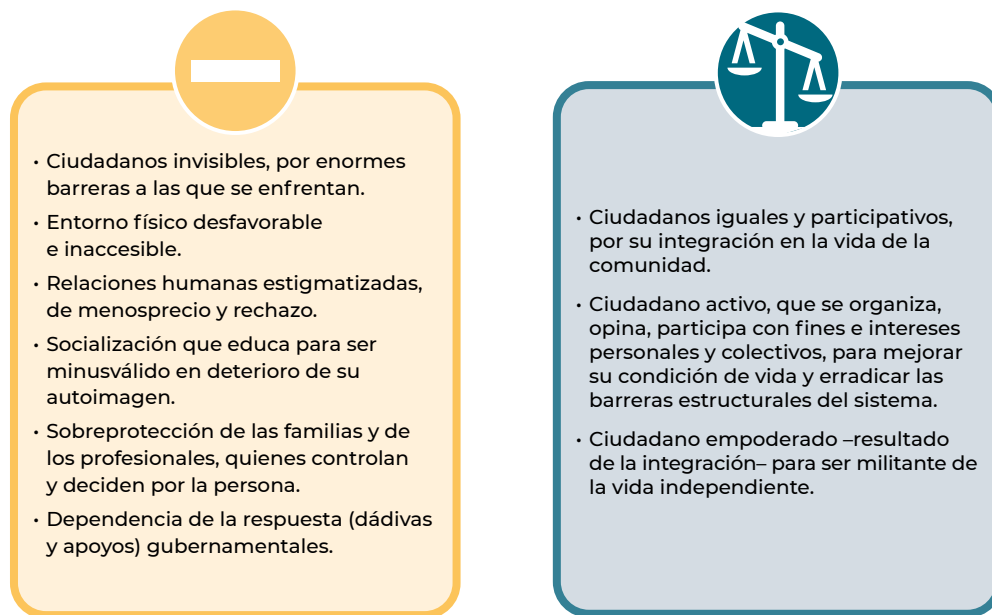 · Ciudadanos invisibles, por enormes
barreras a las que se enfrentan.
· Entorno físico desfavorable
e inaccesible.
· Relaciones humanas estigmatizadas,
de menosprecio y rechazo.
· Socialización que educa para ser
minusválido en deterioro de su
autoimagen.
· Sobreprotección de las familias y de
los profesionales, quienes controlan
y deciden por la persona.
· Dependencia de la respuesta (dádivas
y apoyos) gubernamentales.
· Ciudadanos iguales y participativos,
por su integración en la vida de la
comunidad.
· Ciudadano activo, que se organiza,
opina, participa con fines e intereses
personales y colectivos, para mejorar
su condición de vida y erradicar las
barreras estructurales del sistema.
· Ciudadano empoderado –resultado
de la integración– para ser militante de
la vida independiente.